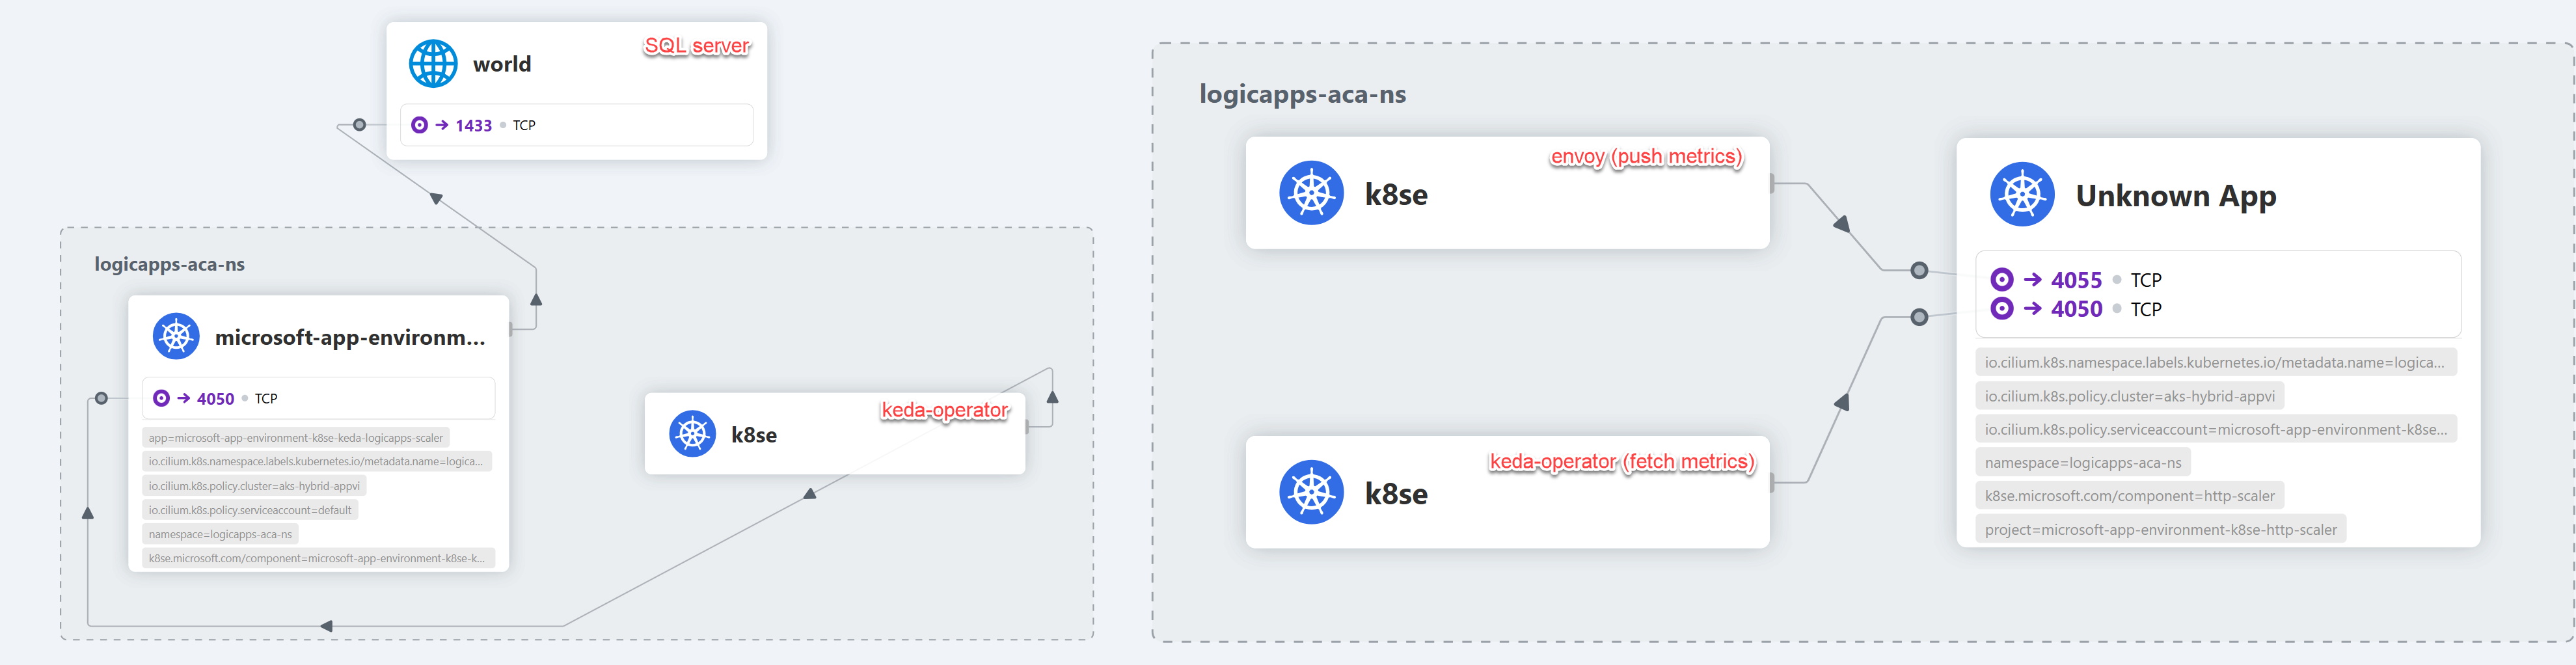 world
SQL server
→ 1433 • TCP
logicapps-aca-ns
microsoft-app-environm...
→ 4050 • TCP
app=microsoft-app-environment-k8se-keda-logicapps-scaler
io.cilium.k8s.namespace.labels.kubernetes.io/metadata.name=logica...
io.cilium.k8s.policy.cluster=aks-hybrid-appvi
io.cilium.k8s.policy.serviceaccount=default
namespace=logicapps-aca-ns
k8se.microsoft.com/component=microsoft-app-environment-k8se-k...
keda-operator
k8se
logicapps-aca-ns
envoy (push metrics)
k8se
keda-operator (fetch metrics)
k8se
Unknown App
→ 4055 • TCP
→ 4050 • TCP
io.cilium.k8s.namespace.labels.kubernetes.io/metadata.name=logica...
io.cilium.k8s.policy.cluster=aks-hybrid-appvi
io.cilium.k8s.policy.serviceaccount=microsoft-app-environment-k8se...
namespace=logicapps-aca-ns
k8se.microsoft.com/component=http-scaler
project=microsoft-app-environment-k8se-http-scaler